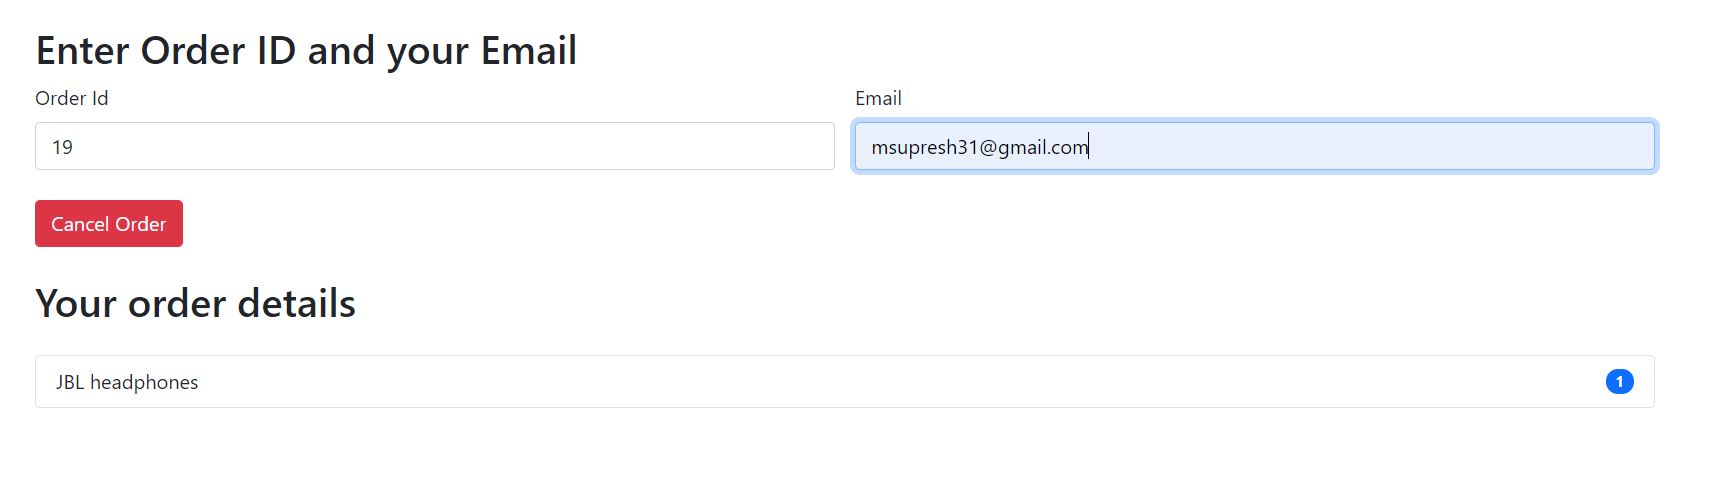 Enter Order ID and your Email
Order Id
Email
19
msupresh31@gmail.com
Cancel Order
Your order details
JBL headphones
1